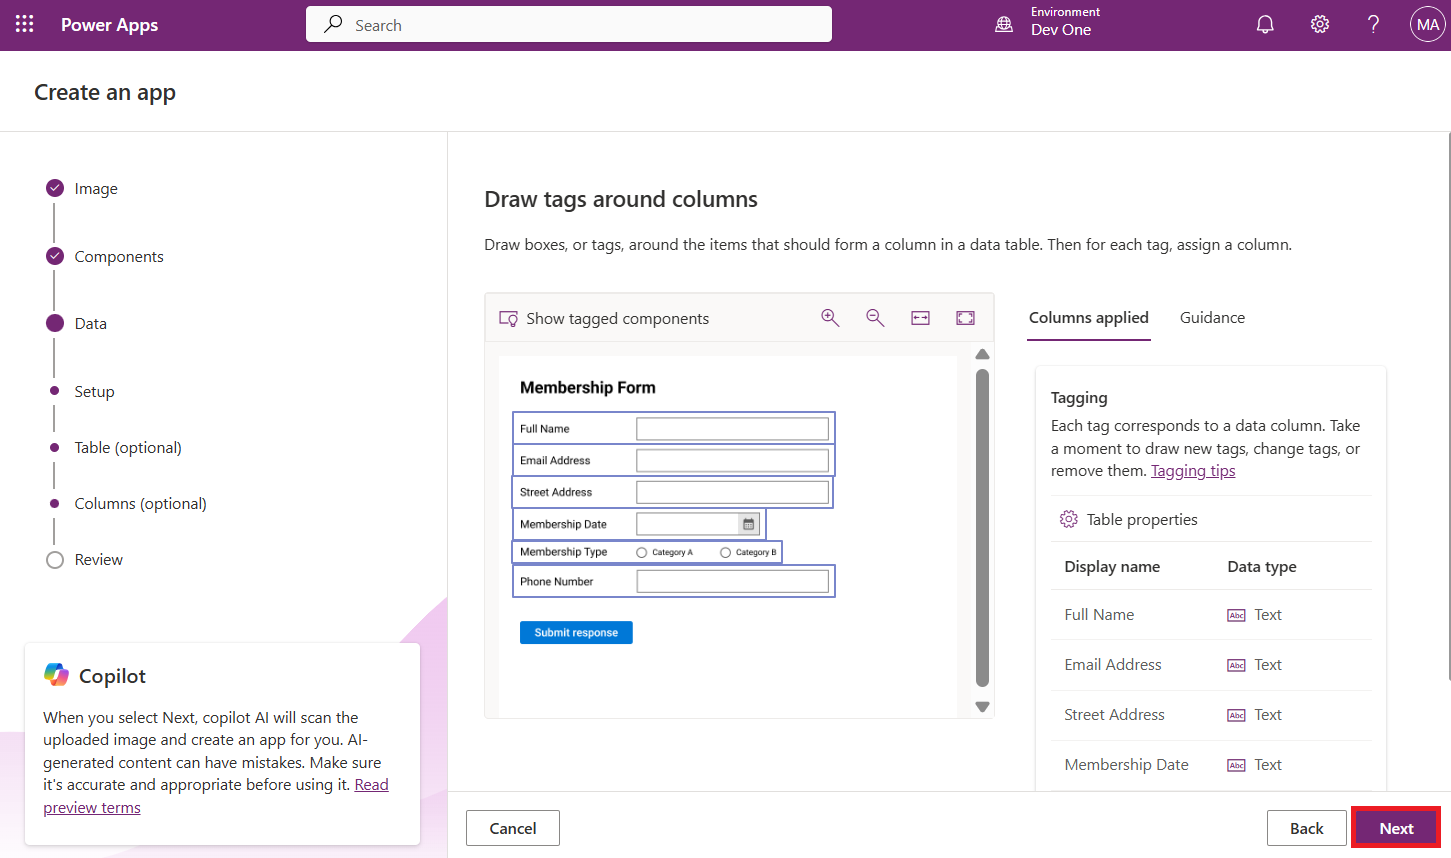 Power Apps
Search
Environment
Dev One
?
MA
Create an app
Image
Components
Data
Setup
Table (optional)
Columns (optional)
Review
Copilot
When you select Next, copilot AI will scan the
uploaded image and create an app for you. AI-
generated content can have mistakes. Make sure
it's accurate and appropriate before using it. Read
preview terms
Draw tags around columns
Draw boxes, or tags, around the items that should form a column in a data table. Then for each tag, assign a column.
Show tagged components
Membership Form
Full Name
Email Address
Street Address
Membership Date
Membership Type Category A Category B
Phone Number
Submit response
Columns applied Guidance
Tagging
Each tag corresponds to a data column. Take
a moment to draw new tags, change tags, or
remove them. Tagging tips
Table properties
Display name Data type
Full Name Abc Text
Email Address Abc Text
Street Address Abc Text
Membership Date Abc Text
Cancel
Back
Next